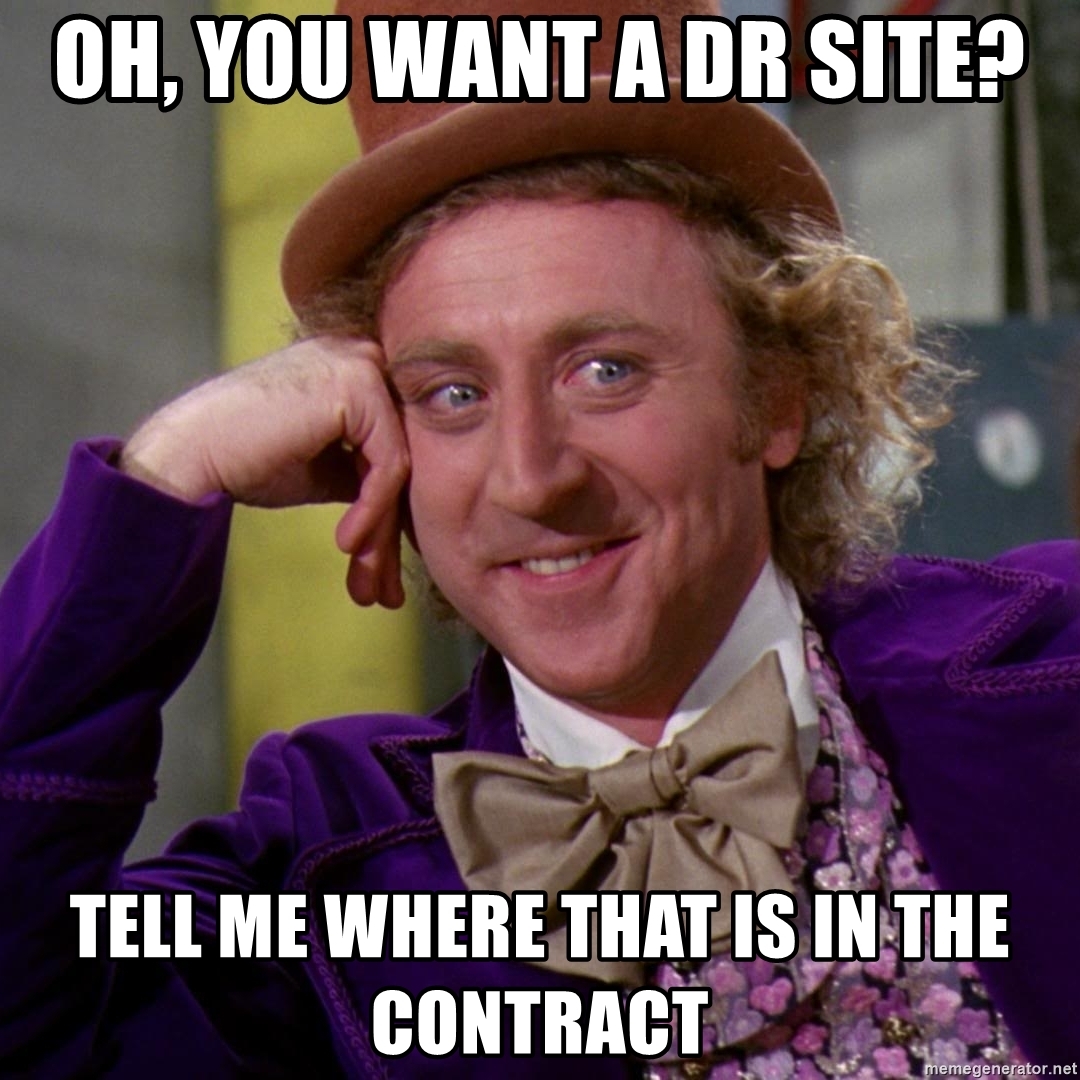 OH, YOU WANT A DR SITE?
TELL ME WHERE THAT IS IN THE
CONTRACT
memegenerator.net